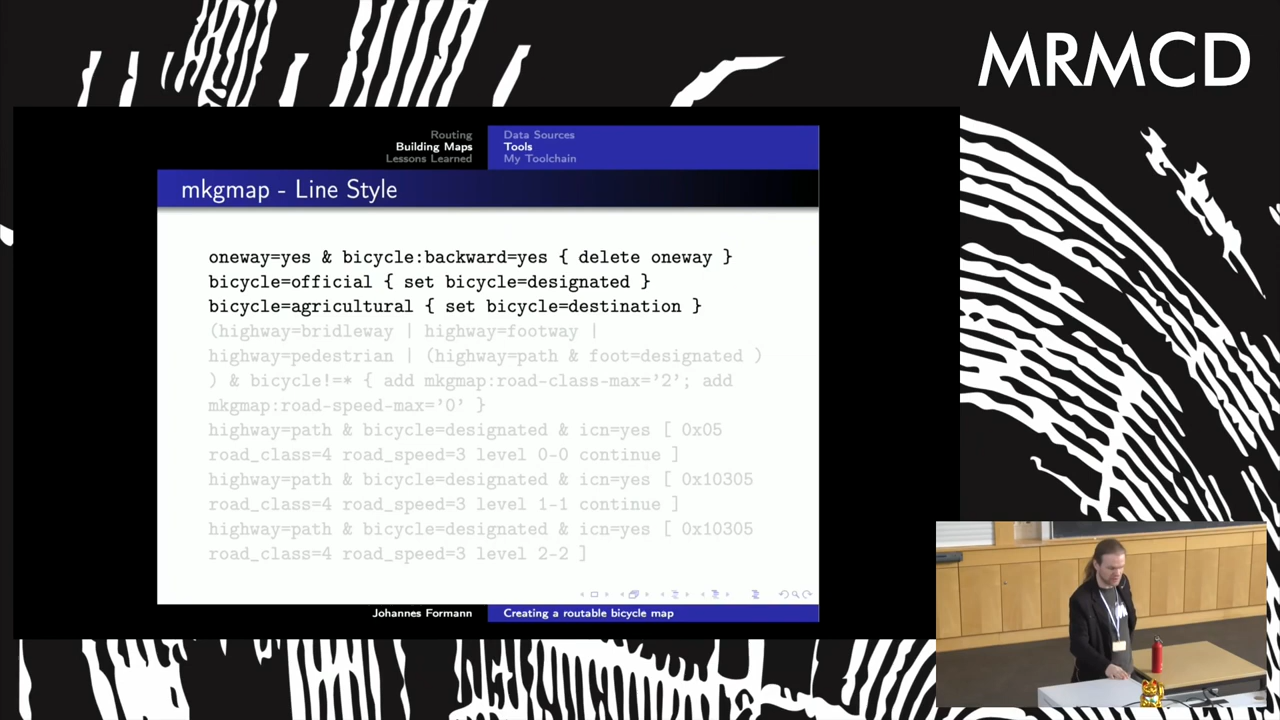 MRMCD
Routing
Building Maps
Lessons Learned
Data Sources
Tools
My Toolchain
mkgmap - Line Style
oneway=yes & bicycle:backward=yes { delete oneway }
bicycle=official { set bicycle=designated }
bicycle=agricultural { set bicycle=destination }
(highway=bridleway | highway=footway |
highway=pedestrian | (highway=path & foot=designated )
) & bicycle!=* { add mkgmap:road-class-max='2'; add
mkgmap:road-speed-max='0' }
highway=path & bicycle=designated & icn=yes [ 0x05
road_class=4 road_speed=3 level 0-0 continue ]
highway=path & bicycle=designated & icn=yes [ 0x10305
road_class=4 road_speed=3 level 1-1 continue ]
highway=path & bicycle=designated & icn=yes [ 0x10305
road_class=4 road_speed=3 level 2-2 ]
Johannes Formann
Creating a routable bicycle map